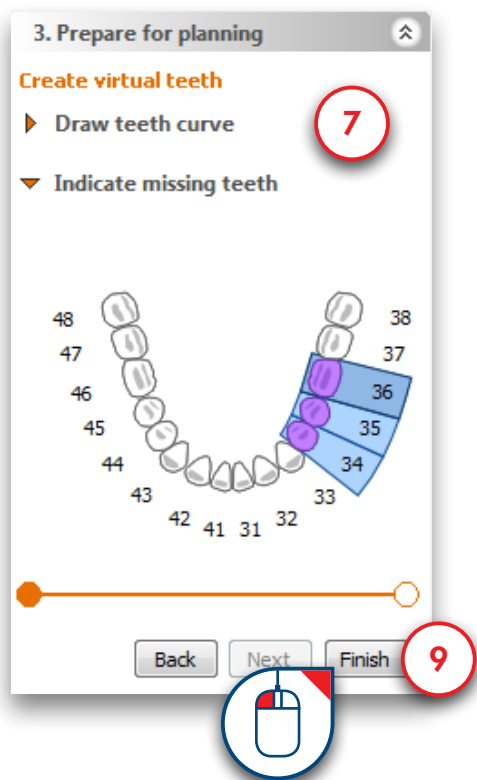 3. Prepare for planning
Create virtual teeth
Draw teeth curve
7
Indicate missing teeth
48 38
47 37
46 36
45 35
44 34
43 33
42 41 31 32
Back Next Finish
9